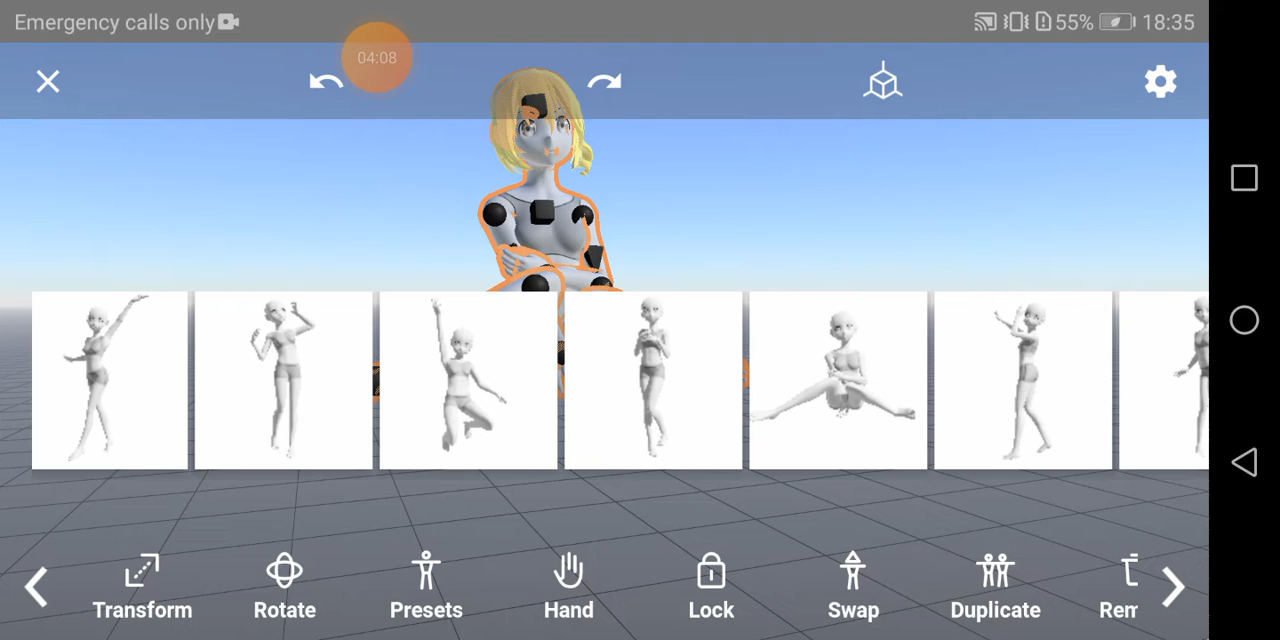 Emergency calls only
55% 18:35
04:08
Transform Rotate Presets Hand Lock Swap Duplicate Rem